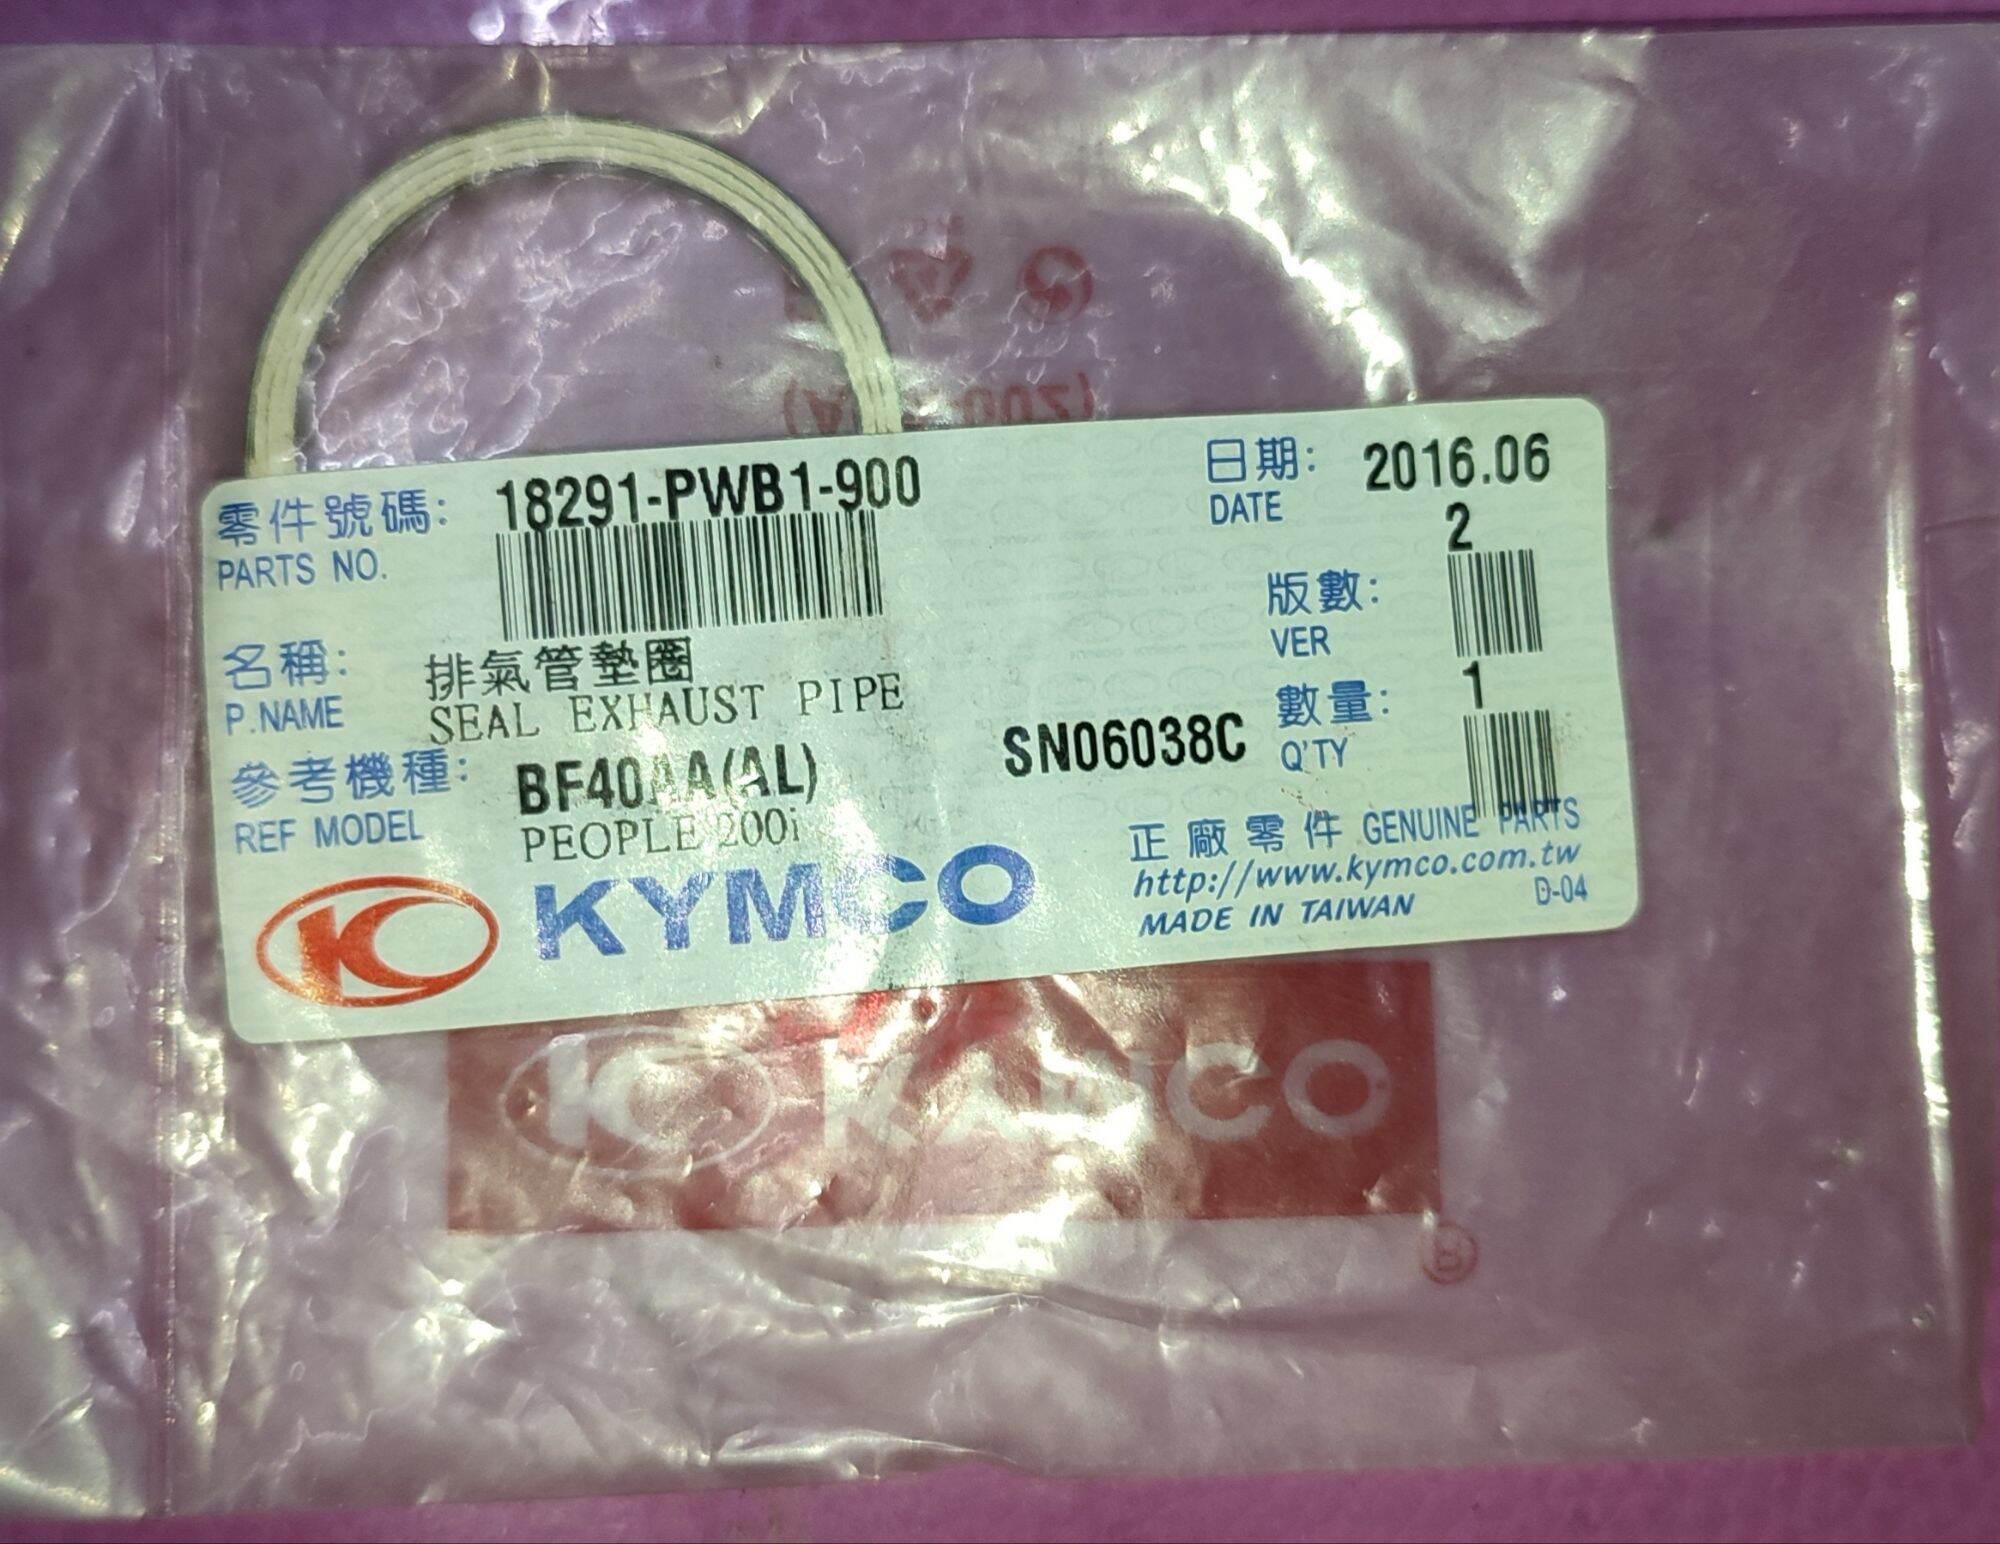 零件號碼: 18291-PWB1-900
PARTS NO.
日期: 2016.06
DATE
版數: 2
VER
名稱: 排氣管墊圈
P.NAME SEAL EXHAUST PIPE
數量: 1
Q'TY
參考機種: BF40AA(AL) SN06038C
REF MODEL PEOPLE 200i
KYMCO
正廠零件 GENUINE PARTS
http://www.kymco.com.tw
MADE IN TAIWAN D-04
KYMCO
®